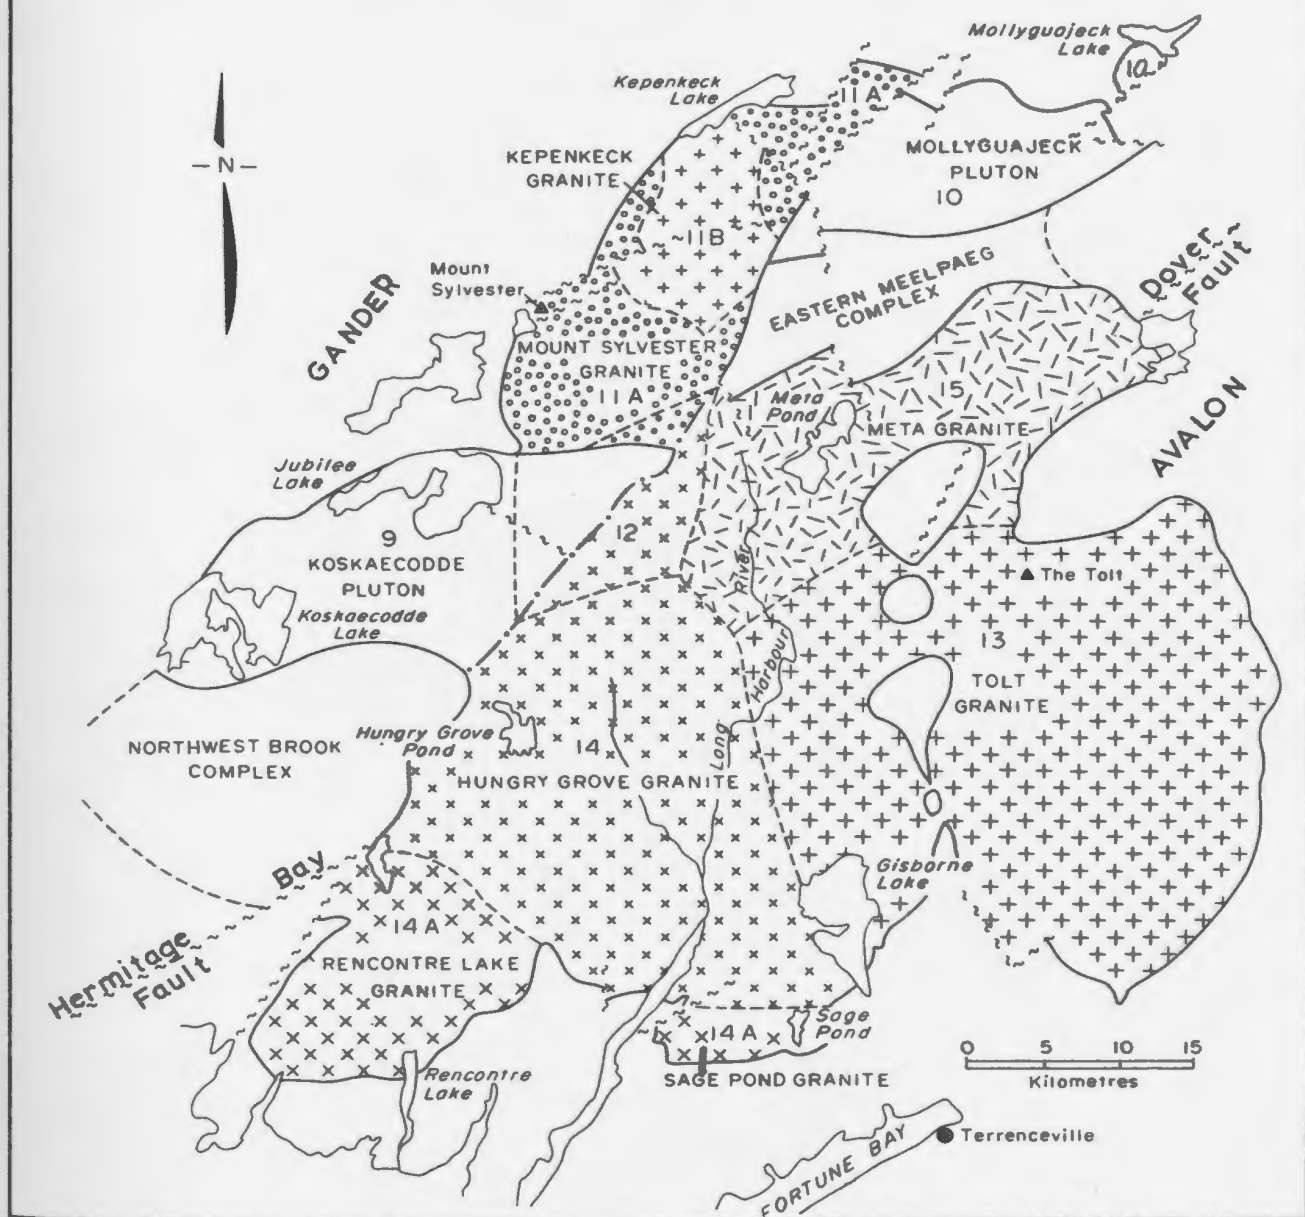 Mollyguajeck
Lake
10
Kepenkeck
Lake
11A
MOLLYGUAJECK
PLUTON
10
KEPENKECK
GRANITE
— N —
11B
Dover
Fault
Mount
Sylvester
GANDER
EASTERN MEELPAEG
COMPLEX
MOUNT SYLVESTER
GRANITE
11A
15
Meta
Pond
META GRANITE
AVALON
Jubilee
Lake
9
KOSKAECODDE
PLUTON
12
Koskaecodde
Lake
River
The Tolt
13
Harbour
TOLT
GRANITE
NORTHWEST BROOK
COMPLEX
Hungry Grove
Pond
14
Long
HUNGRY GROVE GRANITE
Gisborne
Lake
Hermitage Bay
Fault
14A
RENCONTRE LAKE
GRANITE
14A
Sage
Pond
SAGE POND GRANITE
Rencontre
Lake
0 5 10 15
Kilometres
Terrenceville
FORTUNE BAY